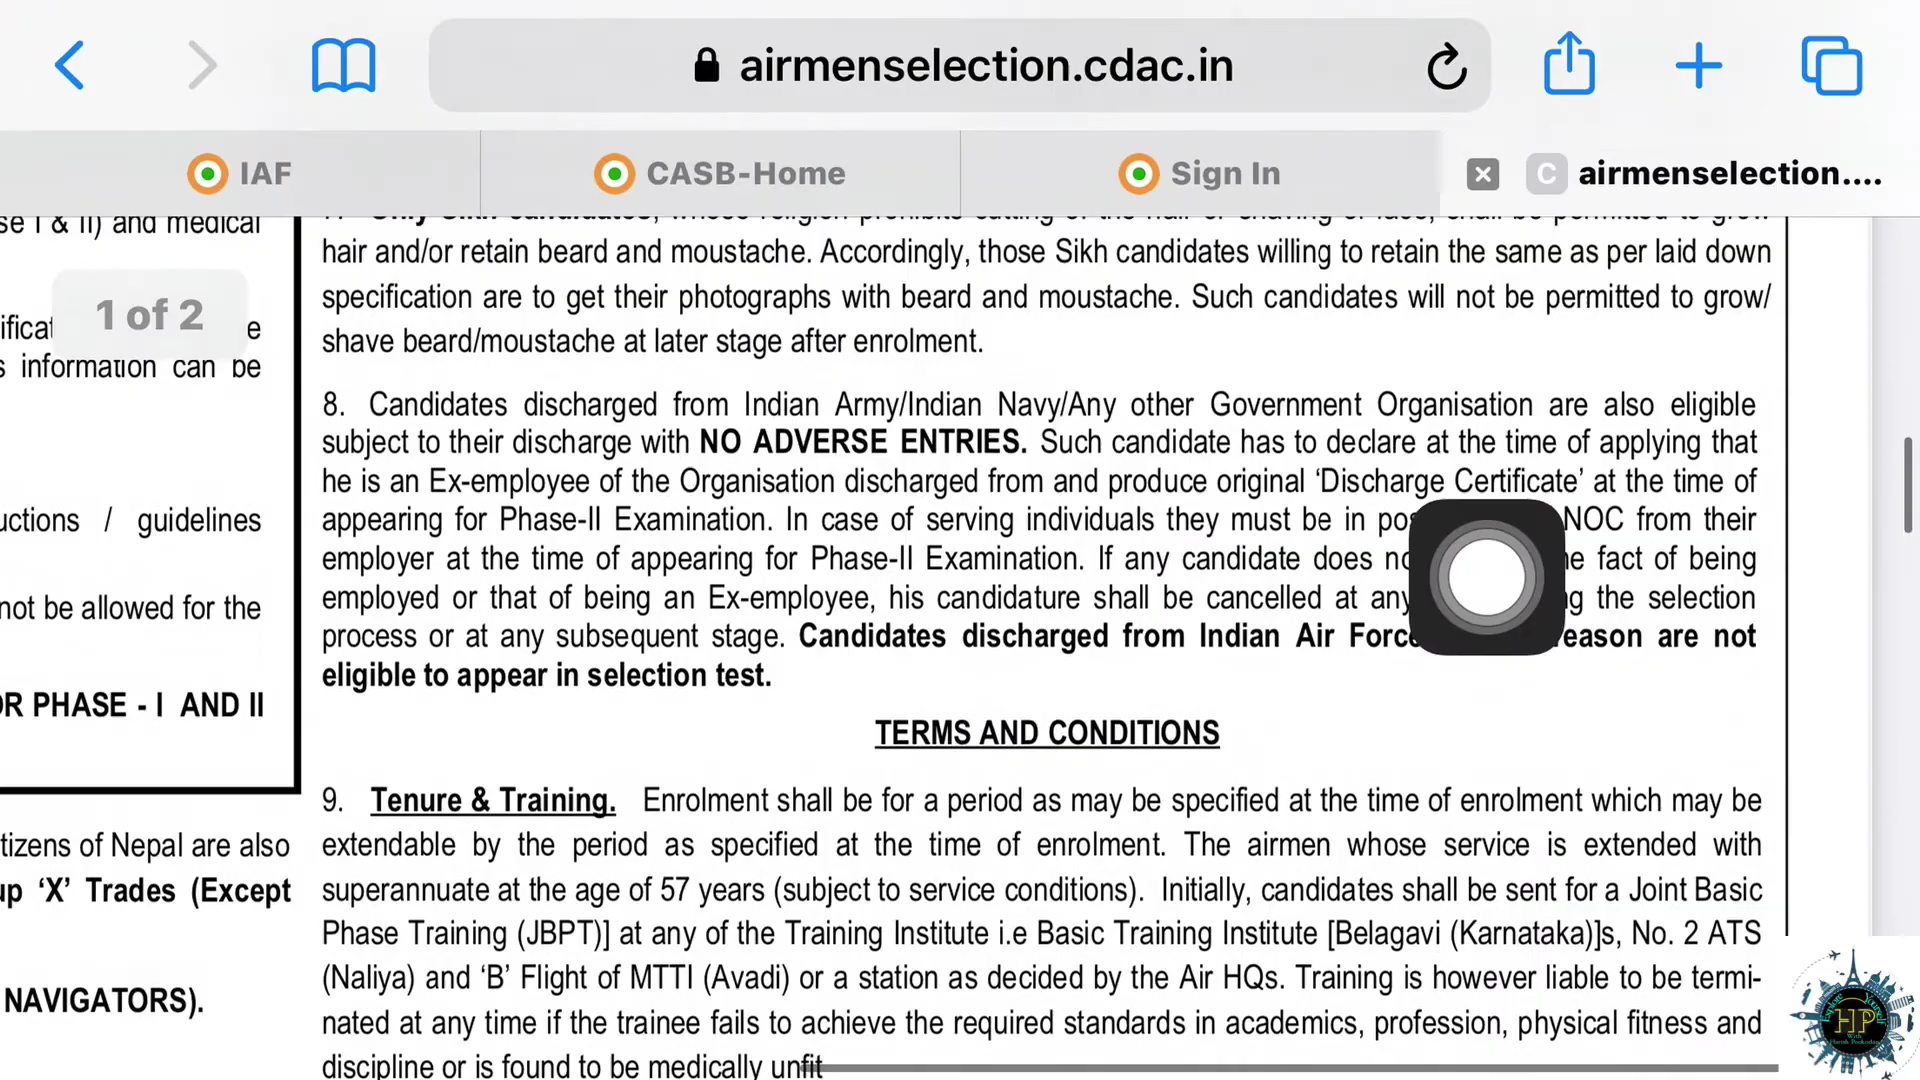 airmenselection.cdac.in
IAF
CASB-Home
Sign In
C
airmenselection....
se I & II) and medical
1 of 2
s information can be
uctions / guidelines
not be allowed for the
OR PHASE - I AND II
tizens of Nepal are also
up ‘X’ Trades (Except
NAVIGATORS).
hair and/or retain beard and moustache. Accordingly, those Sikh candidates willing to retain the same as per laid down
specification are to get their photographs with beard and moustache. Such candidates will not be permitted to grow/
shave beard/moustache at later stage after enrolment.
8. Candidates discharged from Indian Army/Indian Navy/Any other Government Organisation are also eligible
subject to their discharge with NO ADVERSE ENTRIES. Such candidate has to declare at the time of applying that
he is an Ex-employee of the Organisation discharged from and produce original ‘Discharge Certificate’ at the time of
appearing for Phase-II Examination. In case of serving individuals they must be in NOC from their
employer at the time of appearing for Phase-II Examination. If any candidate does fact of being
employed or that of being an Ex-employee, his candidature shall be cancelled at any the selection
process or at any subsequent stage. Candidates discharged from Indian Air Force reason are not
eligible to appear in selection test.
TERMS AND CONDITIONS
9. Tenure & Training. Enrolment shall be for a period as may be specified at the time of enrolment which may be
extendable by the period as specified at the time of enrolment. The airmen whose service is extended with
superannuate at the age of 57 years (subject to service conditions). Initially, candidates shall be sent for a Joint Basic
Phase Training (JBPT)] at any of the Training Institute i.e Basic Training Institute [Belagavi (Karnataka)]s, No. 2 ATS
(Naliya) and ‘B’ Flight of MTTI (Avadi) or a station as decided by the Air HQs. Training is however liable to be termi-
nated at any time if the trainee fails to achieve the required standards in academics, profession, physical fitness and
discipline or is found to be medically unfit
HP